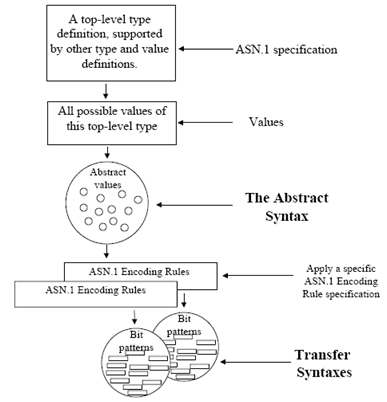 A top-level type
definition, supported
by other type and value
definitions.
ASN.1 specification
All possible values of
this top-level type
Values
Abstract
values
The Abstract
Syntax
ASN.1 Encoding Rules
ASN.1 Encoding Rules
Apply a specific
ASN.1 Encoding
Rule specification
Bit
patterns
Bit
patterns
Transfer
Syntaxes